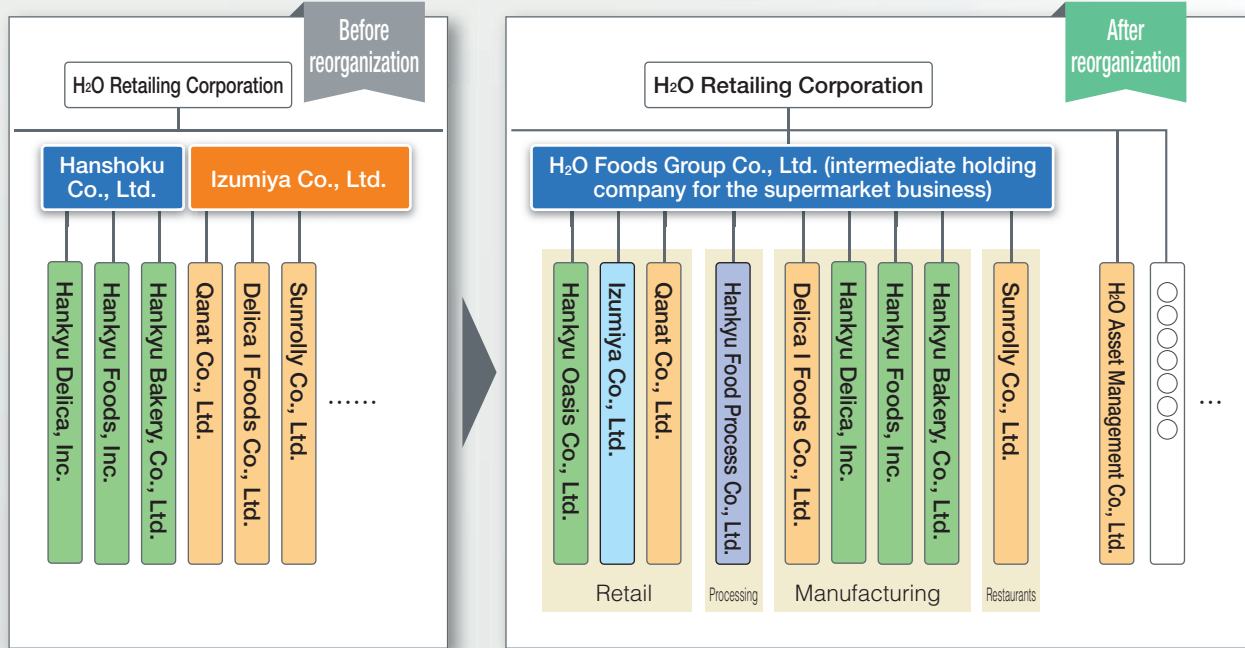 Before
reorganization
H2O Retailing Corporation
Hanshoku
Co., Ltd.
Izumiya Co., Ltd.
Hankyu Delica, Inc.
Hankyu Foods, Inc.
Hankyu Bakery, Co., Ltd.
Qanat Co., Ltd.
Delica I Foods Co., Ltd.
Sunrolly Co., Ltd.
……
After
reorganization
H2O Retailing Corporation
H2O Foods Group Co., Ltd. (intermediate holding
company for the supermarket business)
Hankyu Oasis Co., Ltd.
Izumiya Co., Ltd.
Qanat Co., Ltd.
Hankyu Food Process Co., Ltd.
Delica I Foods Co., Ltd.
Hankyu Delica, Inc.
Hankyu Foods, Inc.
Hankyu Bakery, Co., Ltd.
Sunrolly Co., Ltd.
H2O Asset Management Co., Ltd.
○○○○○○○
…
Retail
Processing
Manufacturing
Restaurants